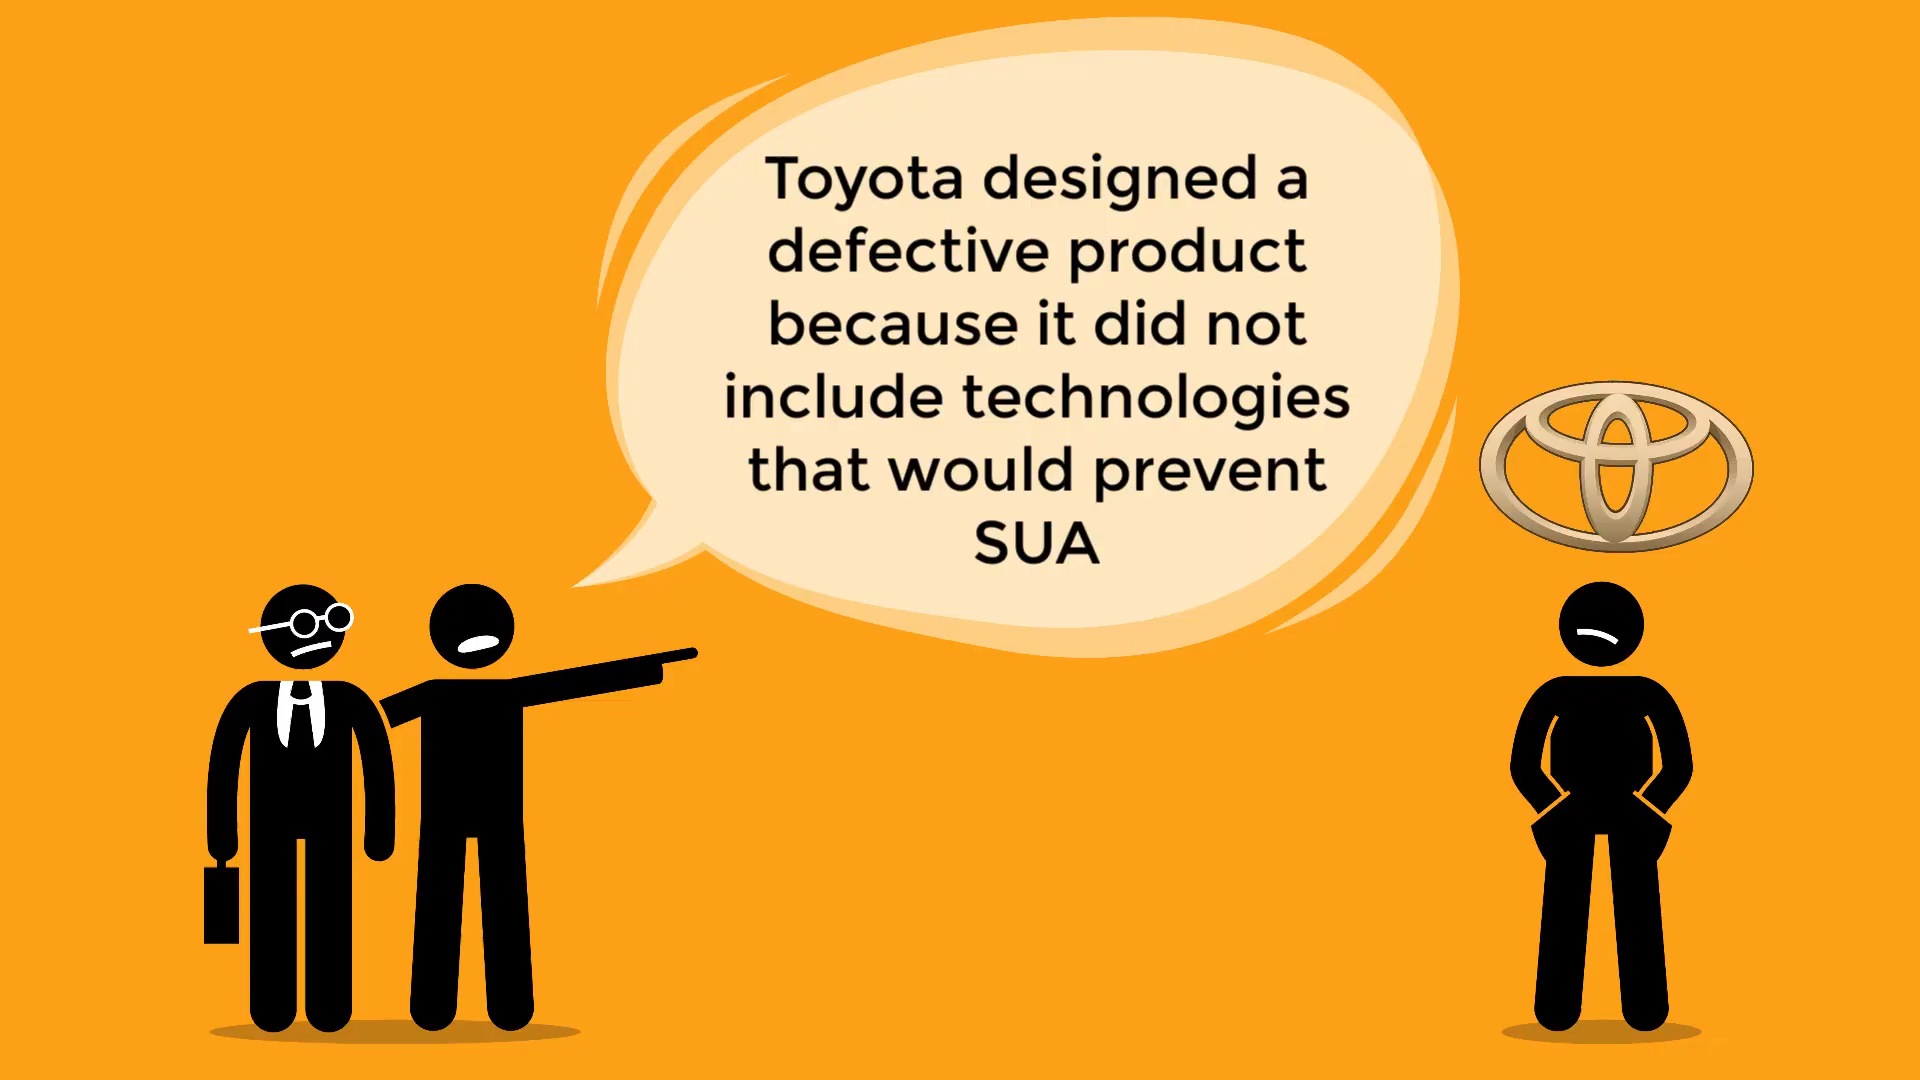 Toyota designed a
defective product
because it did not
include technologies
that would prevent
SUA